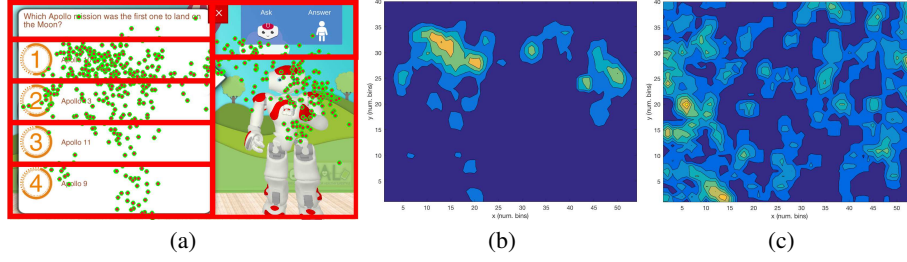 Which Apollo mission was the first one to land on
the Moon?
1
2 Apollo 13
3 Apollo 11
4 Apollo 9
X
Ask Answer
40
35
30
25
20
15
10
5
y (num. bins)
5 10 15 20 25 30 35 40 45 50
x (num. bins)
40
35
30
25
20
15
10
5
y (num. bins)
5 10 15 20 25 30 35 40 45 50
x (num. bins)
(a) (b) (c)